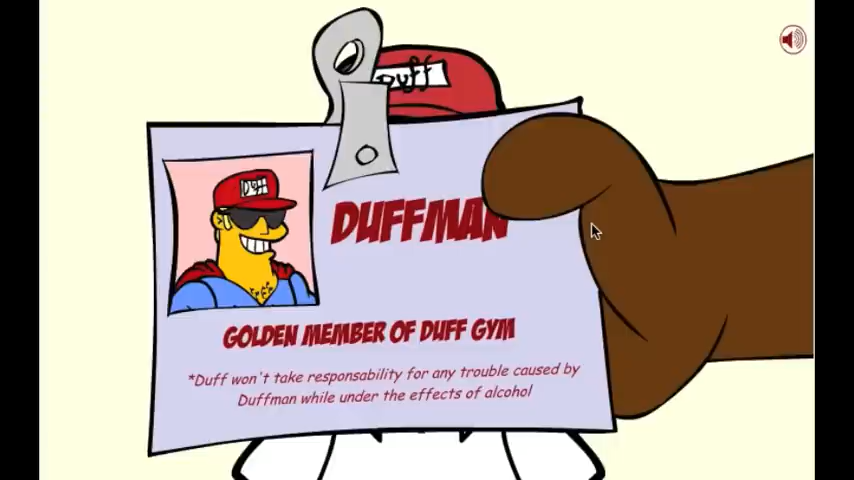 Duff
Duff
DUFFMAN
GOLDEN MEMBER OF DUFF GYM
*Duff won't take responsability for any trouble caused by
Duffman while under the effects of alcohol